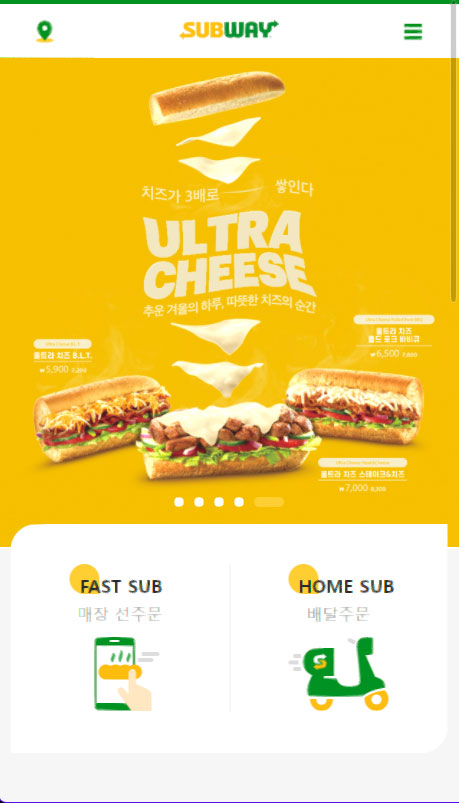 SUBWAY
치즈가 3배로 쌓인다
ULTRA
CHEESE
추운 겨울의 하루, 따뜻한 치즈의 순간
울트라 치즈
풀드 포크 바비큐
₩6,500
울트라 치즈 B.L.T.
₩5,900
울트라 치즈 스테이크&치즈
₩7,000
FAST SUB
매장 선주문
HOME SUB
배달주문